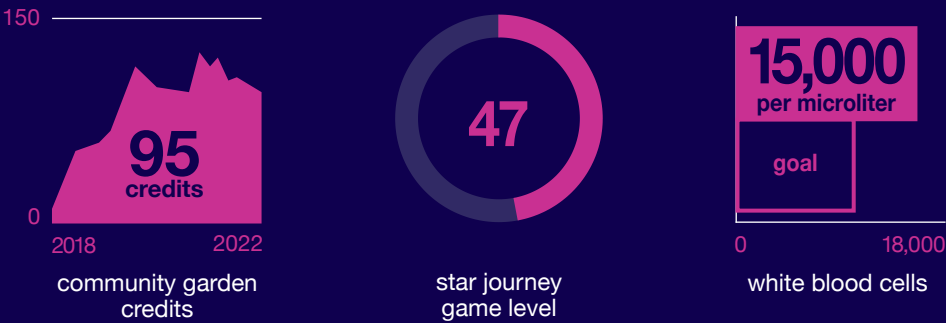 150
95
credits
0
2018
2022
community garden
credits
47
star journey
game level
15,000
per microliter
goal
0
18,000
white blood cells